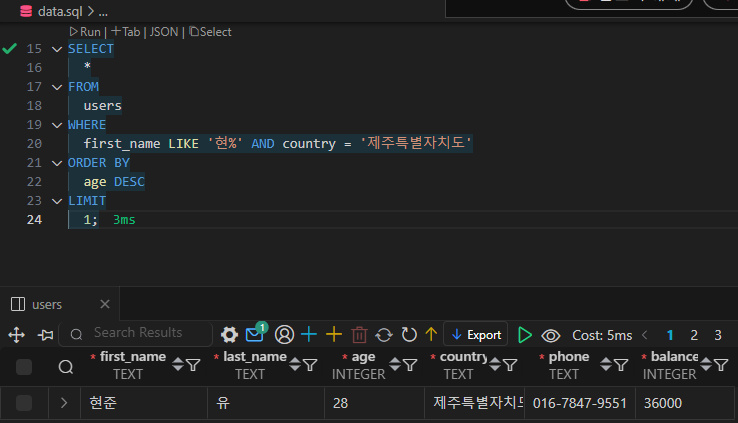 data.sql > ...
Run | +Tab | JSON | Select
15 SELECT
16 *
17 FROM
18 users
19 WHERE
20 first_name LIKE '현%' AND country = '제주특별자치도'
21 ORDER BY
22 age DESC
23 LIMIT
24 1; 3ms
users
Search Results 1 Export Cost: 5ms < 1 2 3
* first_name * last_name * age * country * phone * balance
TEXT TEXT INTEGER TEXT TEXT INTEGER
현준 유 28 제주특별자치도 016-7847-9551 36000